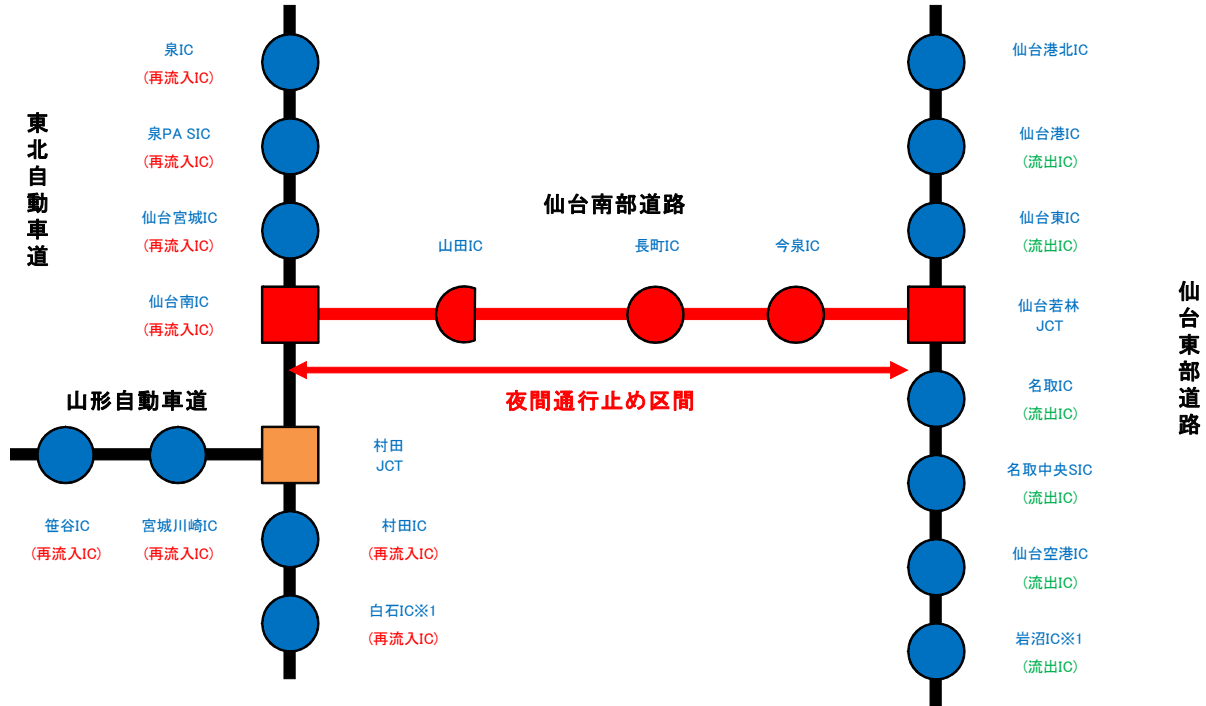 東北自動車道
泉IC
(再流入IC)
泉PA SIC
(再流入IC)
仙台宮城IC
(再流入IC)
仙台南IC
(再流入IC)
仙台南部道路
山田IC
長町IC
今泉IC
夜間通行止め区間
仙台港北IC
仙台港IC
(流出IC)
仙台東IC
(流出IC)
仙台若林
JCT
名取IC
(流出IC)
名取中央SIC
(流出IC)
仙台空港IC
(流出IC)
岩沼IC※1
(流出IC)
仙台東部道路
山形自動車道
笹谷IC
(再流入IC)
宮城川崎IC
(再流入IC)
村田
JCT
村田IC
(再流入IC)
白石IC※1
(再流入IC)